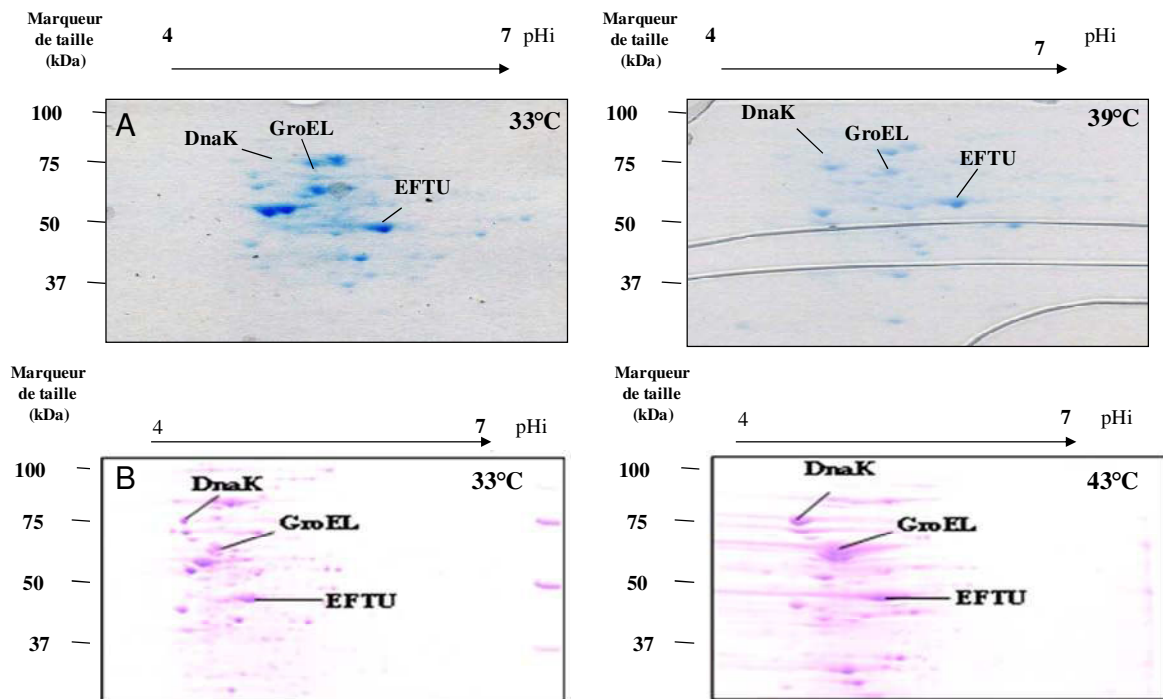 Marqueur
de taille
(kDa)
4
7 pHi
100
75
50
37
A
33°C
DnaK
GroEL
EFTU
Marqueur
de taille
(kDa)
4
7 pHi
100
75
50
37
39°C
DnaK
GroEL
EFTU
Marqueur
de taille
(kDa)
4
7 pHi
100
75
50
37
B
33°C
DnaK
GroEL
EFTU
Marqueur
de taille
(kDa)
4
7 pHi
100
75
50
37
43°C
DnaK
GroEL
EFTU